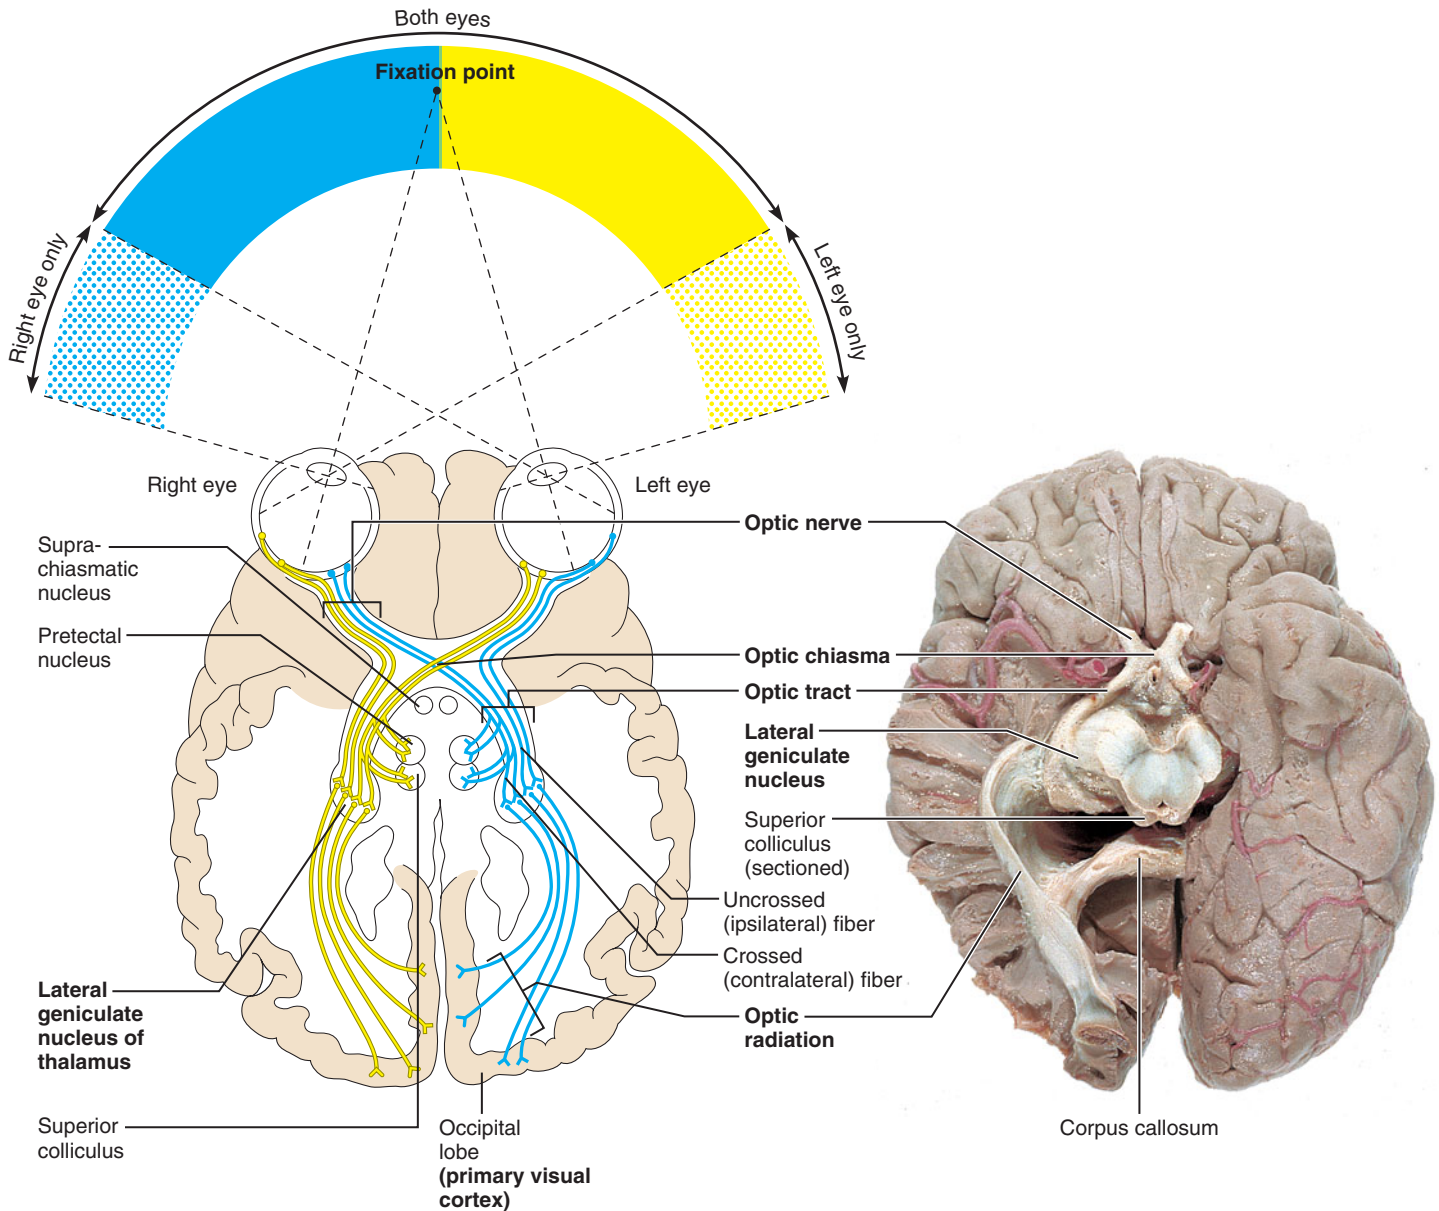 Both eyes
Fixation point
Right eye only
Left eye only
Right eye
Left eye
Supra-
chiasmatic
nucleus
Pretectal
nucleus
Lateral
geniculate
nucleus of
thalamus
Superior
colliculus
Optic nerve
Optic chiasma
Optic tract
Lateral
geniculate
nucleus
Superior
colliculus
(sectioned)
Uncrossed
(ipsilateral) fiber
Crossed
(contralateral) fiber
Optic
radiation
Occipital
lobe
(primary visual
cortex)
Corpus callosum